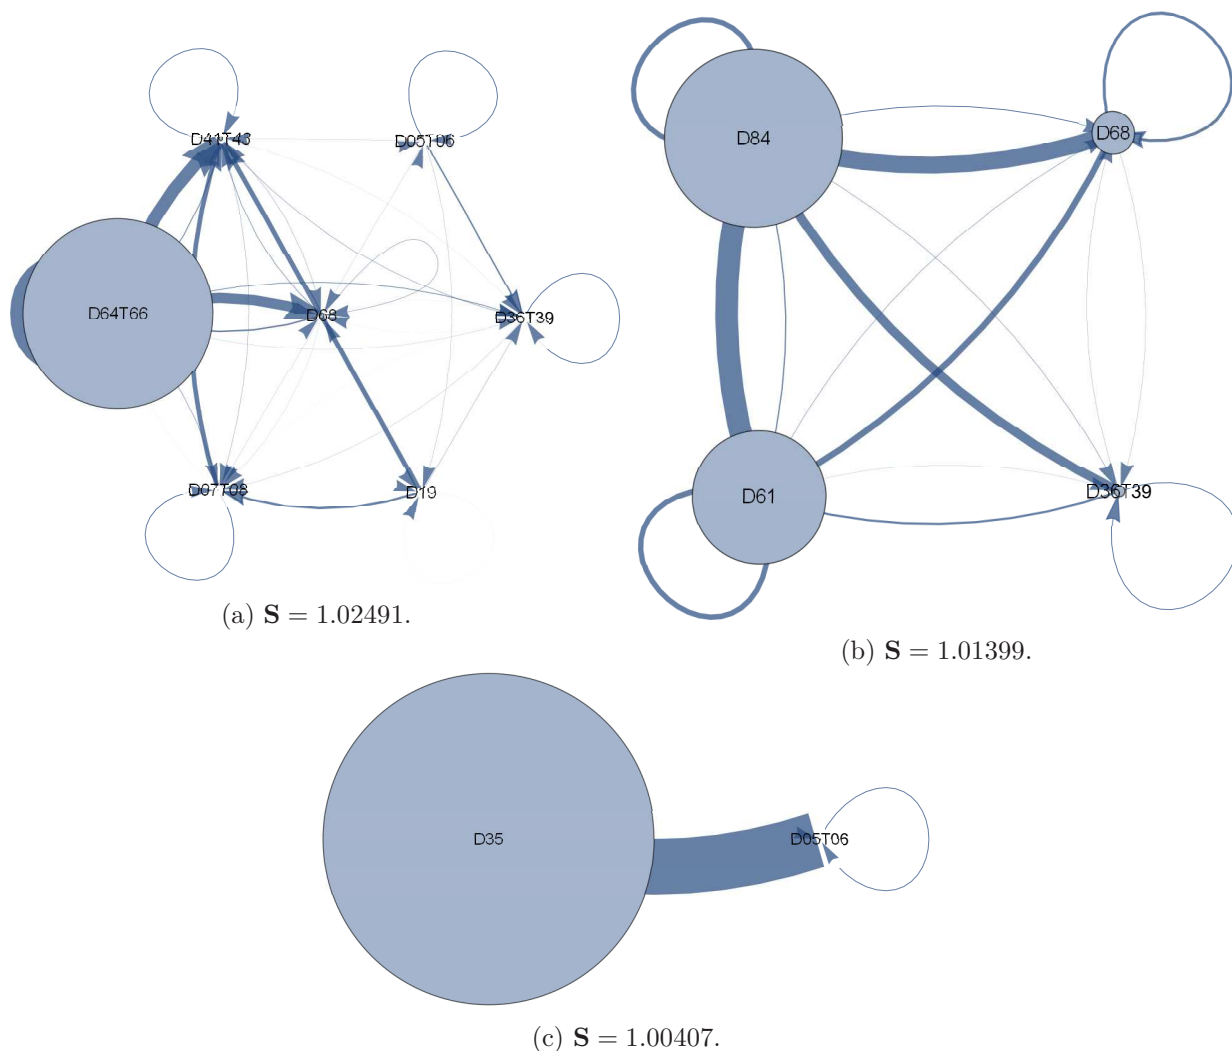 D41T43
D05T06
D64T66
D68
D36T39
D07T08
D19
(a) S = 1.02491.
D84
D68
D61
D36T39
(b) S = 1.01399.
D35
D05T06
(c) S = 1.00407.